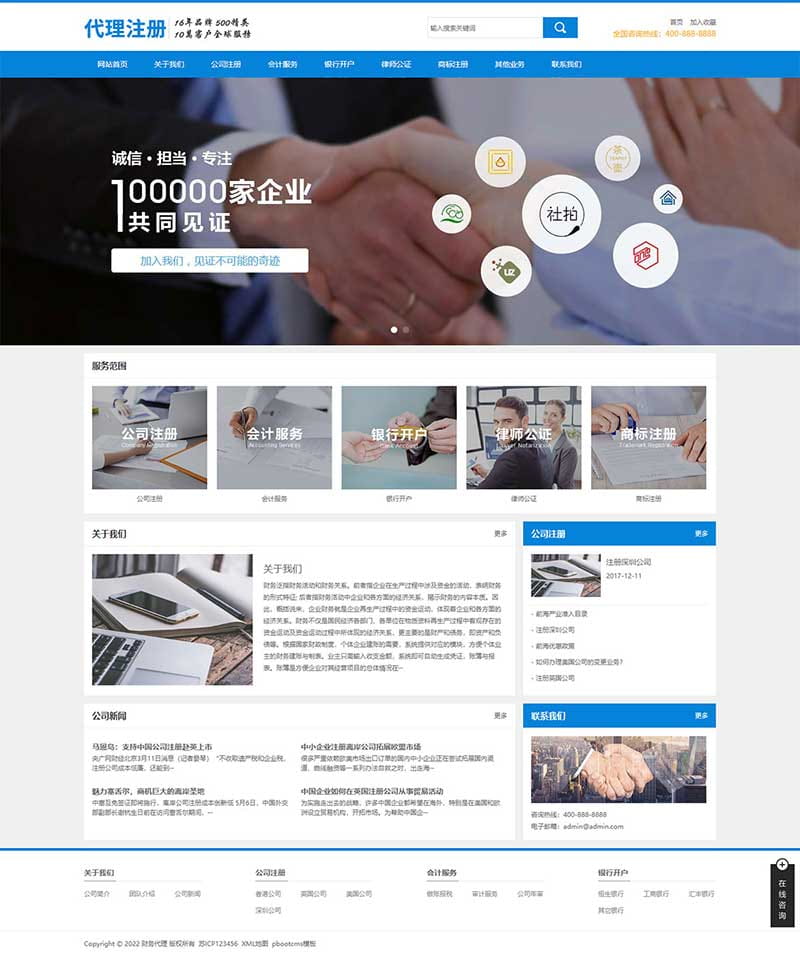 代理注册
16年品牌 500精英
10万客户全球服务
输入搜索关键词
首页 加入收藏
全国咨询热线：400-888-8888
网站首页 关于我们 公司注册 会计服务 银行开户 律师公证 商标注册 其他业务 联系我们
诚信·担当·专注
100000家企业
共同见证
加入我们，见证不可能的奇迹
茶壶
社拍
UZ
服务范围
公司注册
Company Registration
会计服务
Accounting Services
银行开户
Bank Account
律师公证
Lawyer Notarization
商标注册
Trademark Registration
公司注册 会计服务 银行开户 律师公证 商标注册
关于我们 更多
关于我们
财务泛指财务活动和财务关系。前者指企业在生产过程中涉及资金的活动，表明财务
的形式特征; 后者指财务活动中企业和各方面的经济关系，揭示财务的内容本质。因
此，概括说来，企业财务就是企业再生产过程中的资金运动，体现着企业和各方面的
经济关系。财务不仅是国民经济各部门、各单位在物质资料再生产过程中客观存在的
资金运动及资金运动过程中所体现的经济关系，更主要的是财产和债务，即资产和负
债等。根据国家财政制度，个体企业建账的需要，系统提供对应的模块，方便个体业
主的财务建账与制表。业主只需输入收支金额，系统即可自动生成凭证、账簿与报
表。账簿是方便企业对其经营项目的总体情况在···
公司注册 更多
注册深圳公司
2017-12-11
- 前海产业准入目录
- 注册深圳公司
- 前海优惠政策
- 如何办理美国公司的变更业务?
- 注册英国公司
公司新闻 更多
马恩岛：支持中国公司注册赴英上市
央广网财经北京3月11日消息（记者晏琴） “不收取遗产税和企业税，
注册公司成本低廉，还能到···
中小企业注册离岸公司拓展欧盟市场
很多严重依赖欧美市场出口订单的国内中小企业正在尝试拓展国内渠
道、曲线融资等一系列办法自救之时，出走海···
魅力塞舌尔，商机巨大的离岸圣地
中塞互免签证即将施行，离岸公司注册成本创新低 5月6日，中国外交
部副部长谢杭生日前在访问塞舌尔期间，···
中国企业如何在英国注册公司从事贸易活动
为实施走出去的战略，许多中国企业都希望在海外，特别是在美国和欧
洲设立贸易机构，开拓市场。为帮助中国企···
联系我们 更多
咨询热线：400-888-8888
电子邮箱：admin@admin.com
关于我们
公司简介 团队介绍 公司新闻
公司注册
香港公司 英国公司 美国公司
深圳公司
会计服务
做账报税 审计服务 公司年审
银行开户
恒生银行 工商银行 汇丰银行
其它银行
在线咨询
Copyright © 2022 财务代理 版权所有 苏ICP123456 XML地图 pbootcms模板